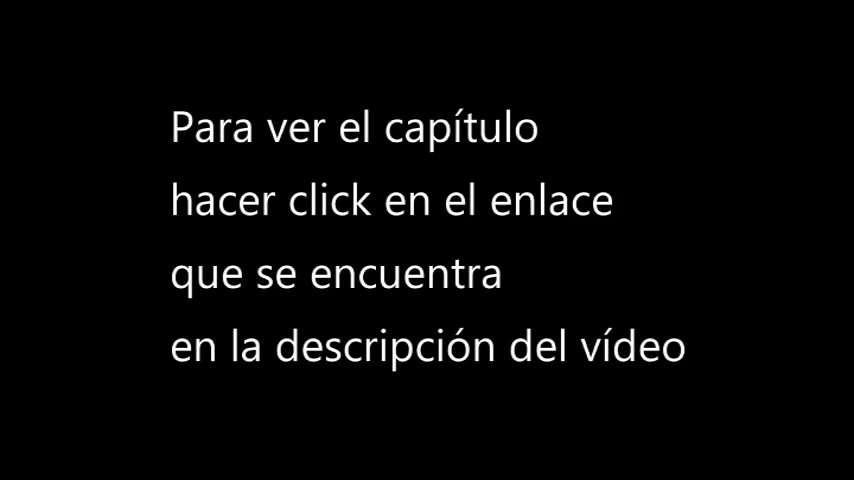 Para ver el capítulo
hacer click en el enlace
que se encuentra
en la descripción del vídeo